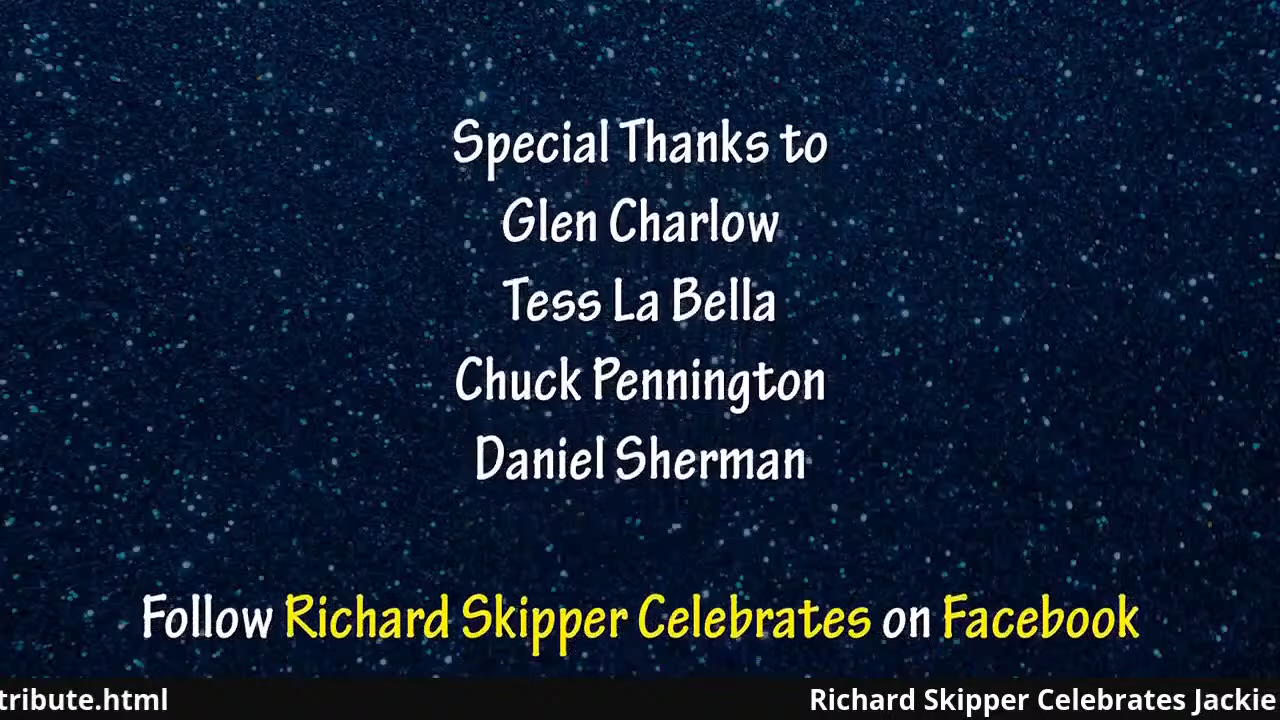 Special Thanks to
Glen Charlow
Tess La Bella
Chuck Pennington
Daniel Sherman
Follow Richard Skipper Celebrates on Facebook
tribute.html Richard Skipper Celebrates Jackie